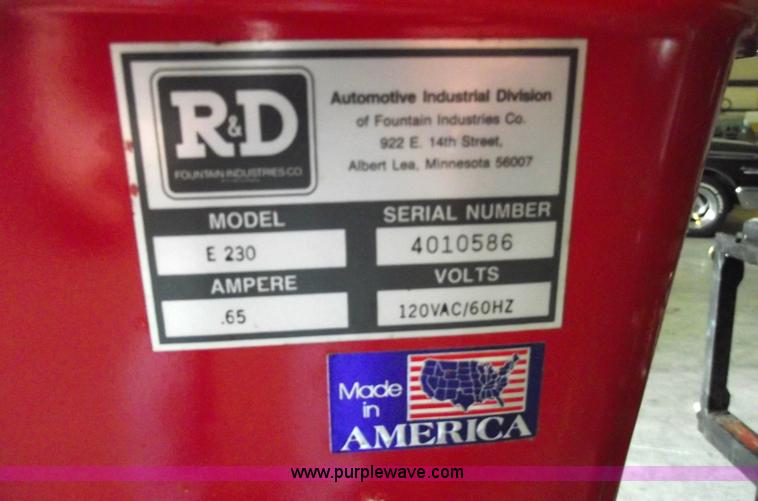 R&D
FOUNTAIN INDUSTRIES CO
Automotive Industrial Division
of Fountain Industries Co.
922 E. 14th Street,
Albert Lea, Minnesota 56007
MODEL
E 230
SERIAL NUMBER
4010586
AMPERE
.65
VOLTS
120VAC/60HZ
Made
in
AMERICA
www.purplewave.com